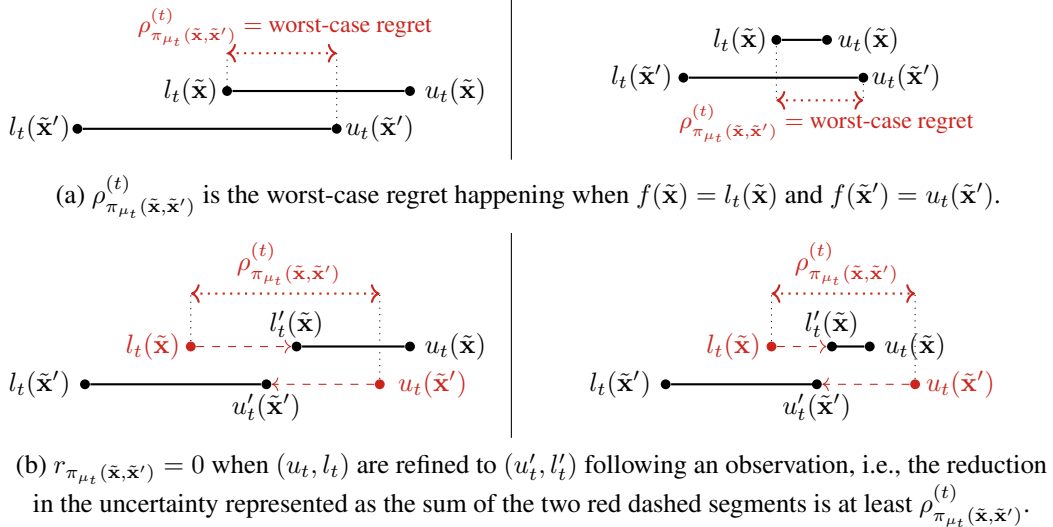 ρ^{(t)}_{π_{μ_t}(x̃,x̃′)} = worst-case regret
l_t(x̃) u_t(x̃)
l_t(x̃′) u_t(x̃′)
l_t(x̃) u_t(x̃)
l_t(x̃′) u_t(x̃′)
ρ^{(t)}_{π_{μ_t}(x̃,x̃′)} = worst-case regret
(a) ρ^{(t)}_{π_{μ_t}(x̃,x̃′)} is the worst-case regret happening when f(x̃) = l_t(x̃) and f(x̃′) = u_t(x̃′).
ρ^{(t)}_{π_{μ_t}(x̃,x̃′)}
l′_t(x̃)
l_t(x̃) u_t(x̃)
l_t(x̃′) u_t(x̃′)
u′_t(x̃′)
ρ^{(t)}_{π_{μ_t}(x̃,x̃′)}
l′_t(x̃)
l_t(x̃) u_t(x̃)
l_t(x̃′) u_t(x̃′)
u′_t(x̃′)
(b) r_{π_{μ_t}(x̃,x̃′)} = 0 when (u_t, l_t) are refined to (u′_t, l′_t) following an observation, i.e., the reduction
in the uncertainty represented as the sum of the two red dashed segments is at least ρ^{(t)}_{π_{μ_t}(x̃,x̃′)}.